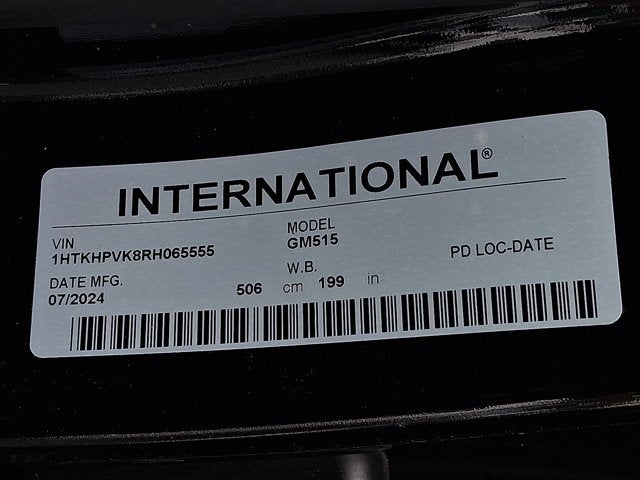 INTERNATIONAL®
VIN
1HTKHPVK8RH065555
MODEL
GM515
DATE MFG.
07/2024
W.B.
506 cm 199 in
PD LOC-DATE